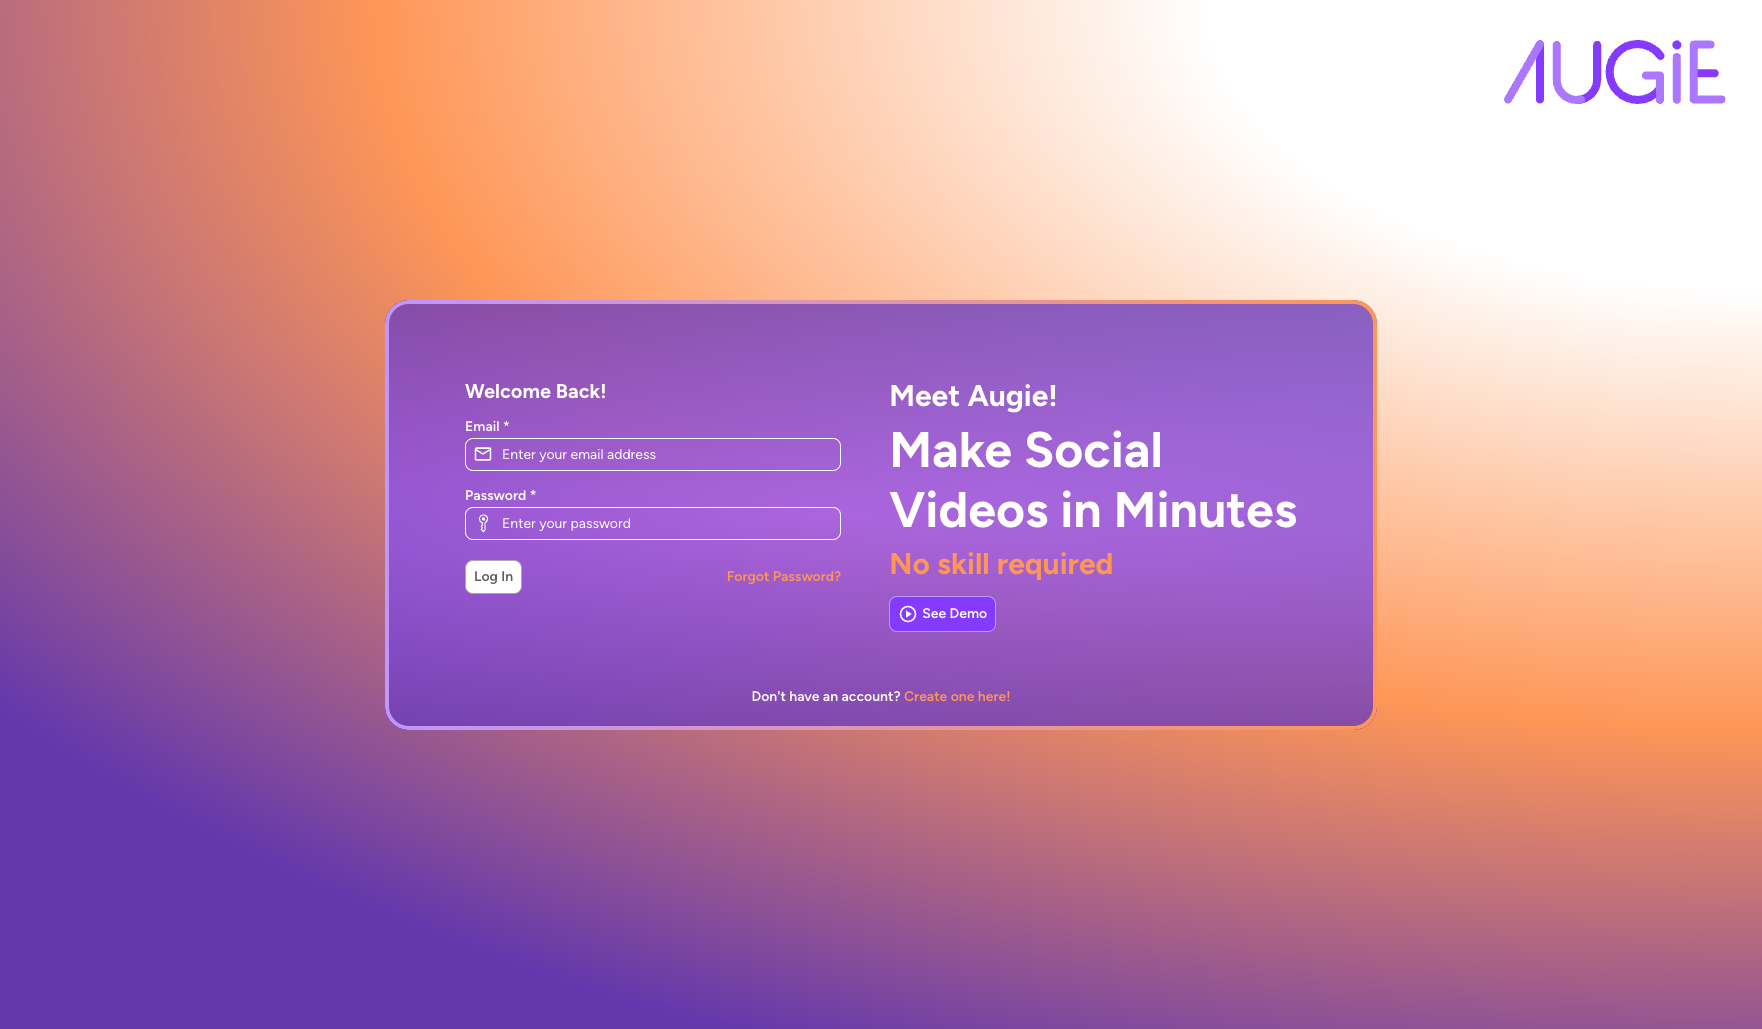 AUGiE
Welcome Back!
Email *
Enter your email address
Password *
Enter your password
Log In
Forgot Password?
Meet Augie!
Make Social
Videos in Minutes
No skill required
See Demo
Don't have an account? Create one here!